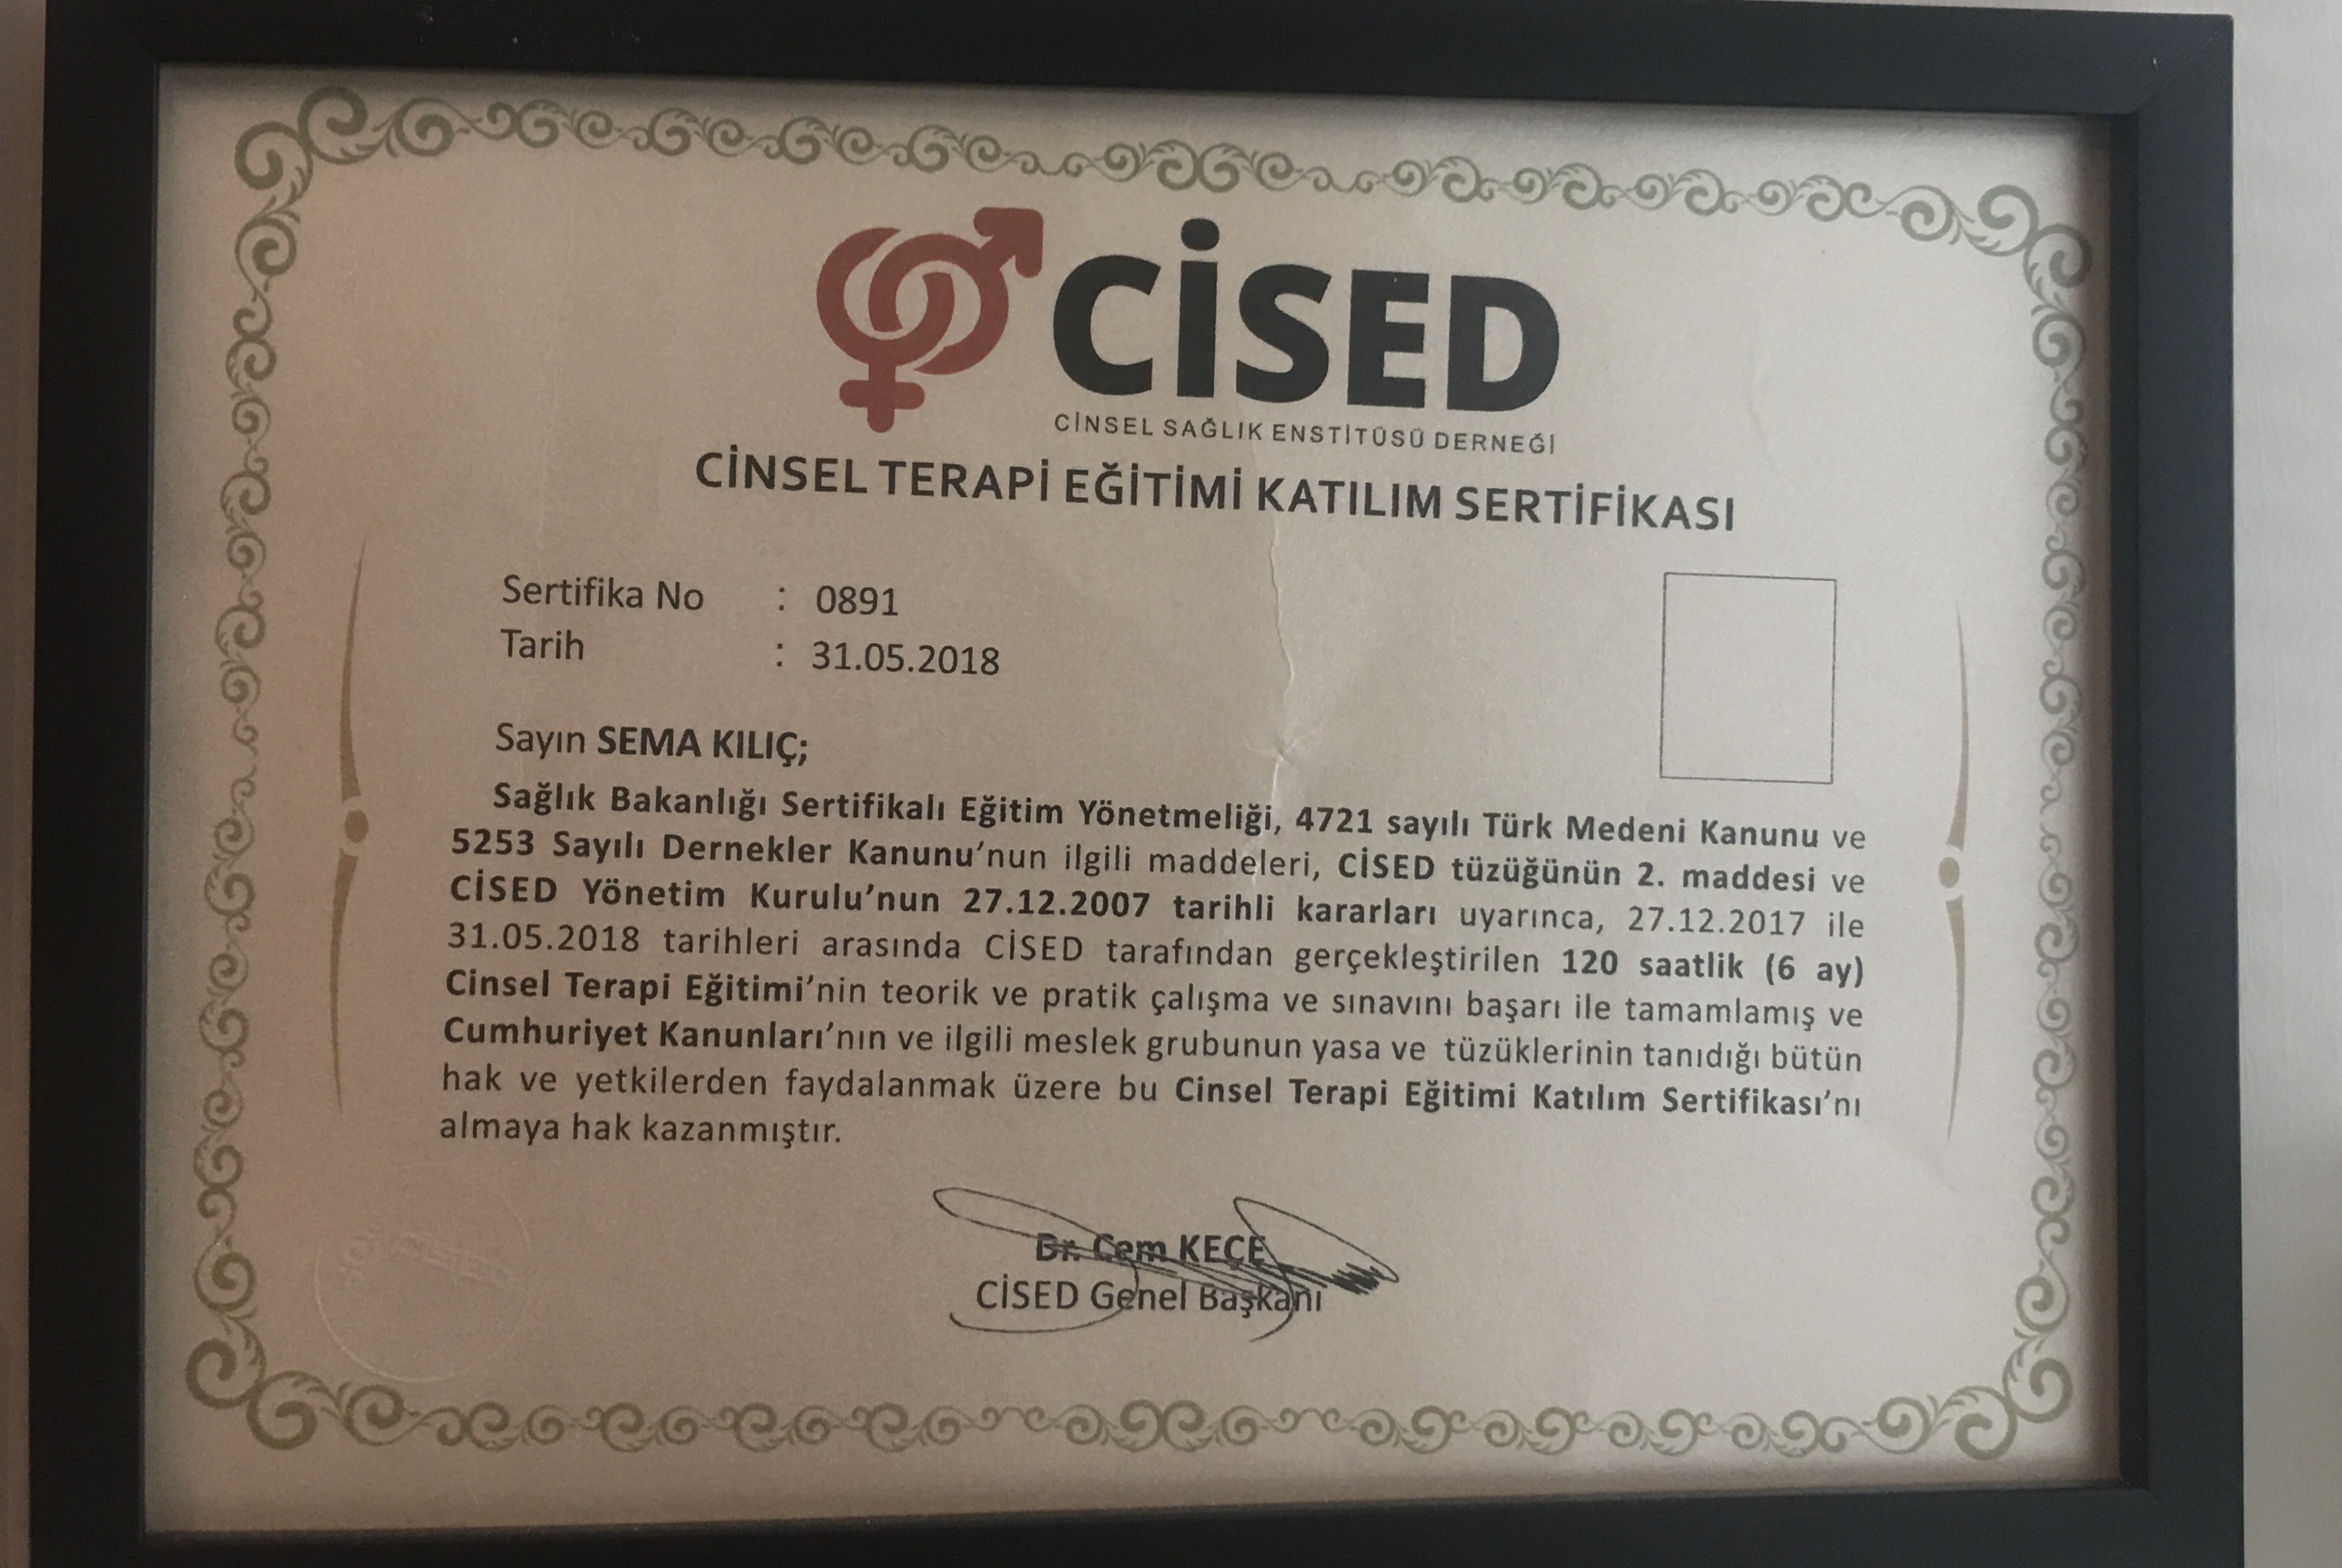 CİSED
CİNSEL SAĞLIK ENSTİTÜSÜ DERNEĞİ
CİNSEL TERAPİ EĞİTİMİ KATILIM SERTİFİKASI
Sertifika No : 0891
Tarih : 31.05.2018
Sayın SEMA KILIÇ;
Sağlık Bakanlığı Sertifikalı Eğitim Yönetmeliği, 4721 sayılı Türk Medeni Kanunu ve
5253 Sayılı Dernekler Kanunu’nun ilgili maddeleri, CİSED tüzüğünün 2. maddesi ve
CİSED Yönetim Kurulu’nun 27.12.2007 tarihli kararları uyarınca, 27.12.2017 ile
31.05.2018 tarihleri arasında CİSED tarafından gerçekleştirilen 120 saatlik (6 ay)
Cinsel Terapi Eğitimi’nin teorik ve pratik çalışma ve sınavını başarı ile tamamlamış ve
Cumhuriyet Kanunları’nın ve ilgili meslek grubunun yasa ve tüzüklerinin tanıdığı bütün
hak ve yetkilerden faydalanmak üzere bu Cinsel Terapi Eğitimi Katılım Sertifikası’nı
almaya hak kazanmıştır.
Dr. Cem KEÇE
CİSED Genel Başkanı